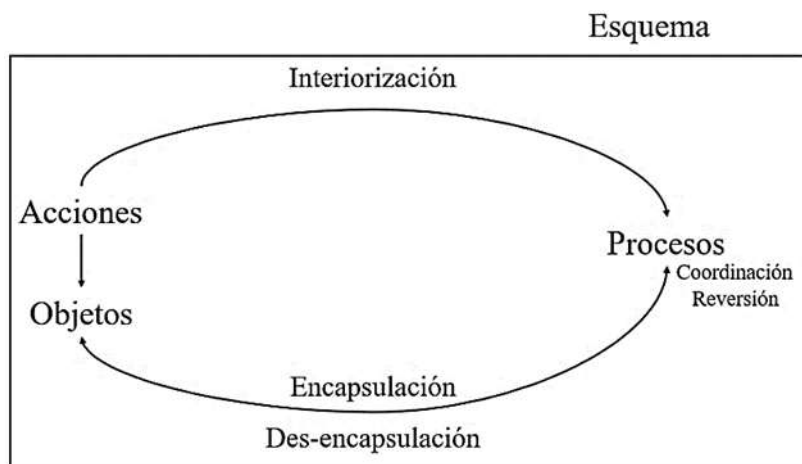 Esquema
Interiorización
Acciones
Procesos
Coordinación
Reversión
Objetos
Encapsulación
Des-encapsulación